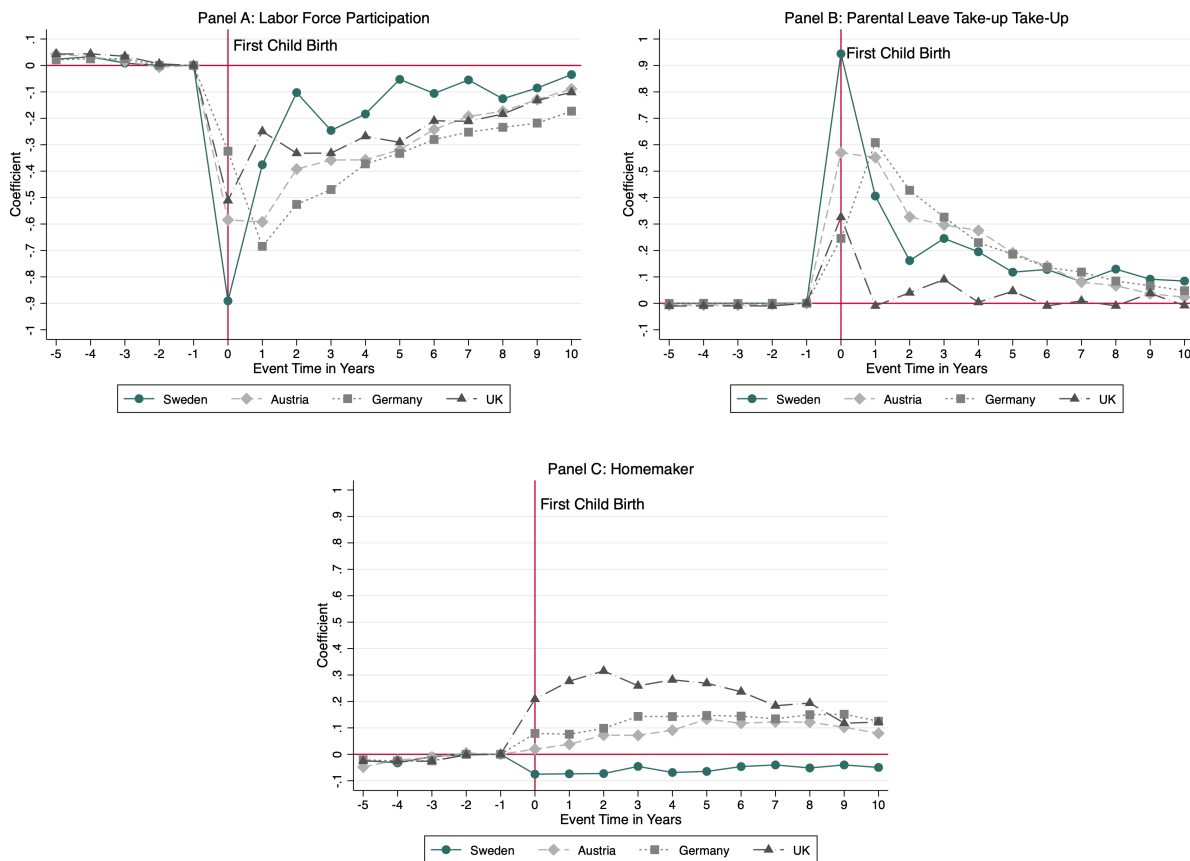 Panel A: Labor Force Participation
First Child Birth
Coefficient
.1
0
-.1
-.2
-.3
-.4
-.5
-.6
-.7
-.8
-.9
-1
-5 -4 -3 -2 -1 0 1 2 3 4 5 6 7 8 9 10
Event Time in Years
Sweden Austria Germany UK
Panel B: Parental Leave Take-up Take-Up
First Child Birth
Coefficient
1
.9
.8
.7
.6
.5
.4
.3
.2
.1
0
-.1
-5 -4 -3 -2 -1 0 1 2 3 4 5 6 7 8 9 10
Event Time in Years
Sweden Austria Germany UK
Panel C: Homemaker
First Child Birth
Coefficient
1
.9
.8
.7
.6
.5
.4
.3
.2
.1
0
-.1
-5 -4 -3 -2 -1 0 1 2 3 4 5 6 7 8 9 10
Event Time in Years
Sweden Austria Germany UK